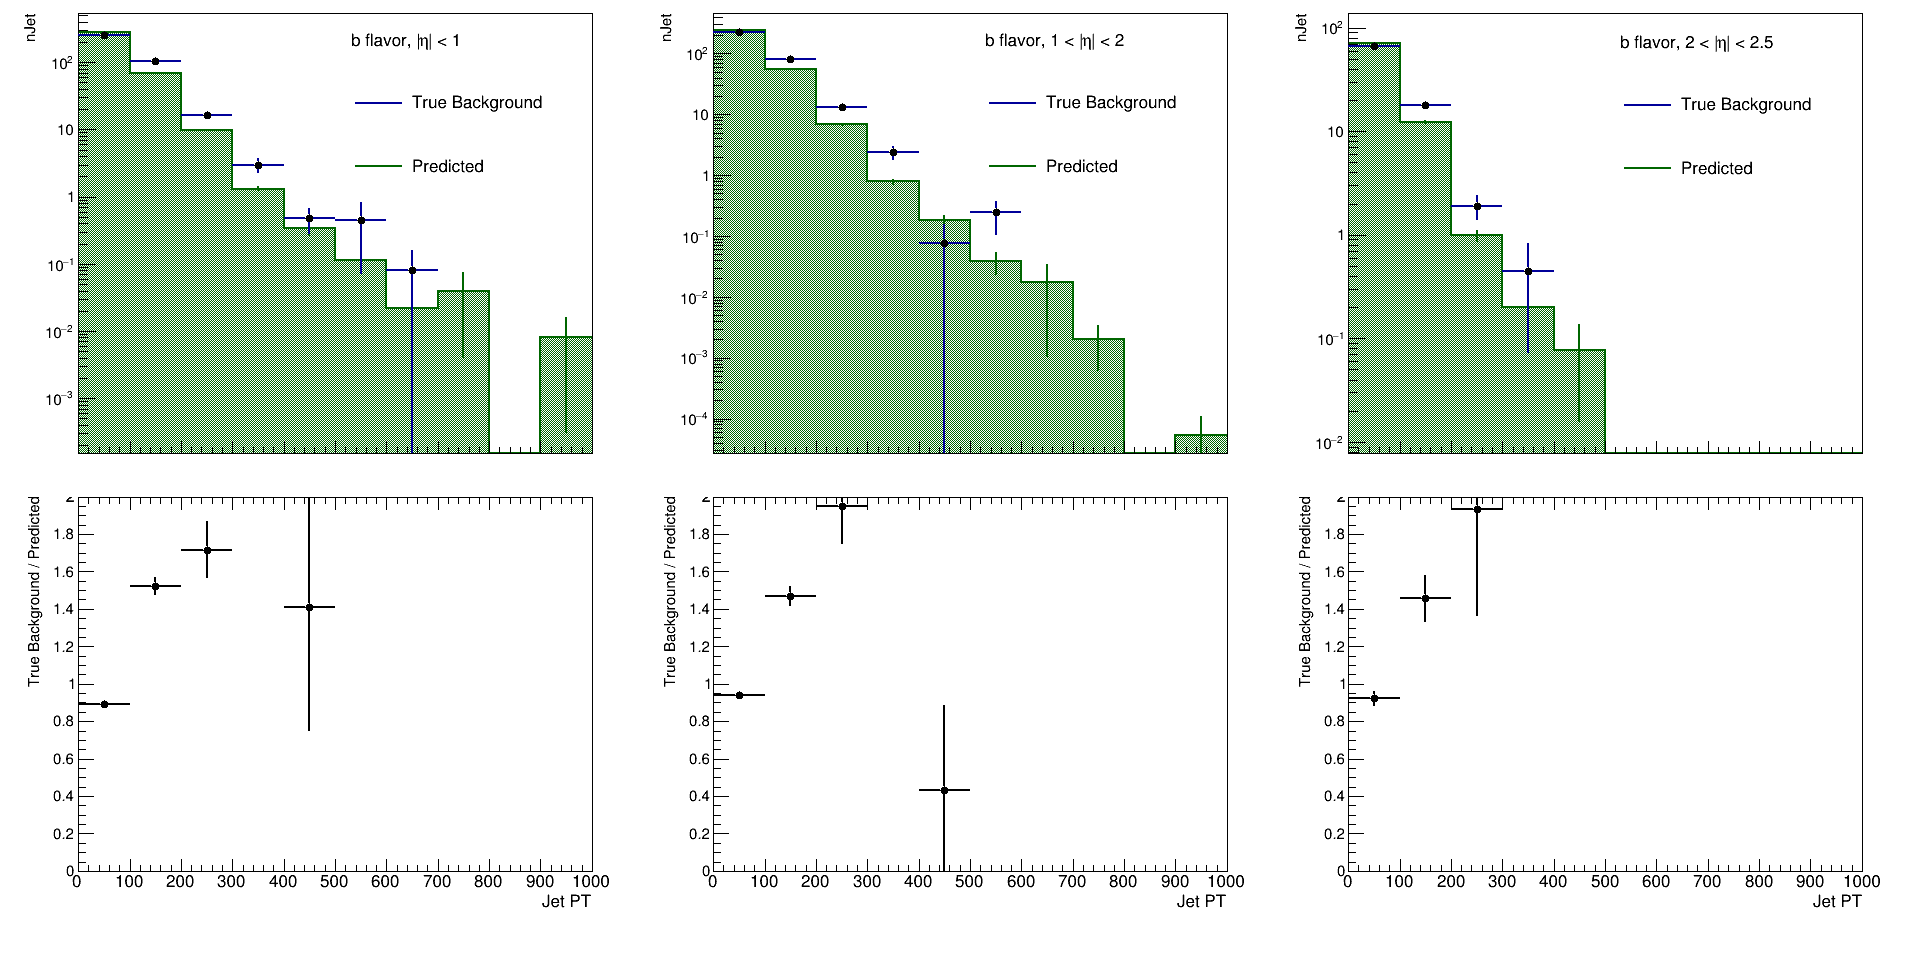 nJet
b flavor, |η| < 1
True Background
Predicted
10²
10
1
10⁻¹
10⁻²
10⁻³
nJet
b flavor, 1 < |η| < 2
True Background
Predicted
10²
10
1
10⁻¹
10⁻²
10⁻³
10⁻⁴
nJet
b flavor, 2 < |η| < 2.5
True Background
Predicted
10²
10
1
10⁻¹
10⁻²
True Background / Predicted
2
1.8
1.6
1.4
1.2
1
0.8
0.6
0.4
0.2
0
0 100 200 300 400 500 600 700 800 900 1000
Jet PT
True Background / Predicted
2
1.8
1.6
1.4
1.2
1
0.8
0.6
0.4
0.2
0
0 100 200 300 400 500 600 700 800 900 1000
Jet PT
True Background / Predicted
2
1.8
1.6
1.4
1.2
1
0.8
0.6
0.4
0.2
0
0 100 200 300 400 500 600 700 800 900 1000
Jet PT